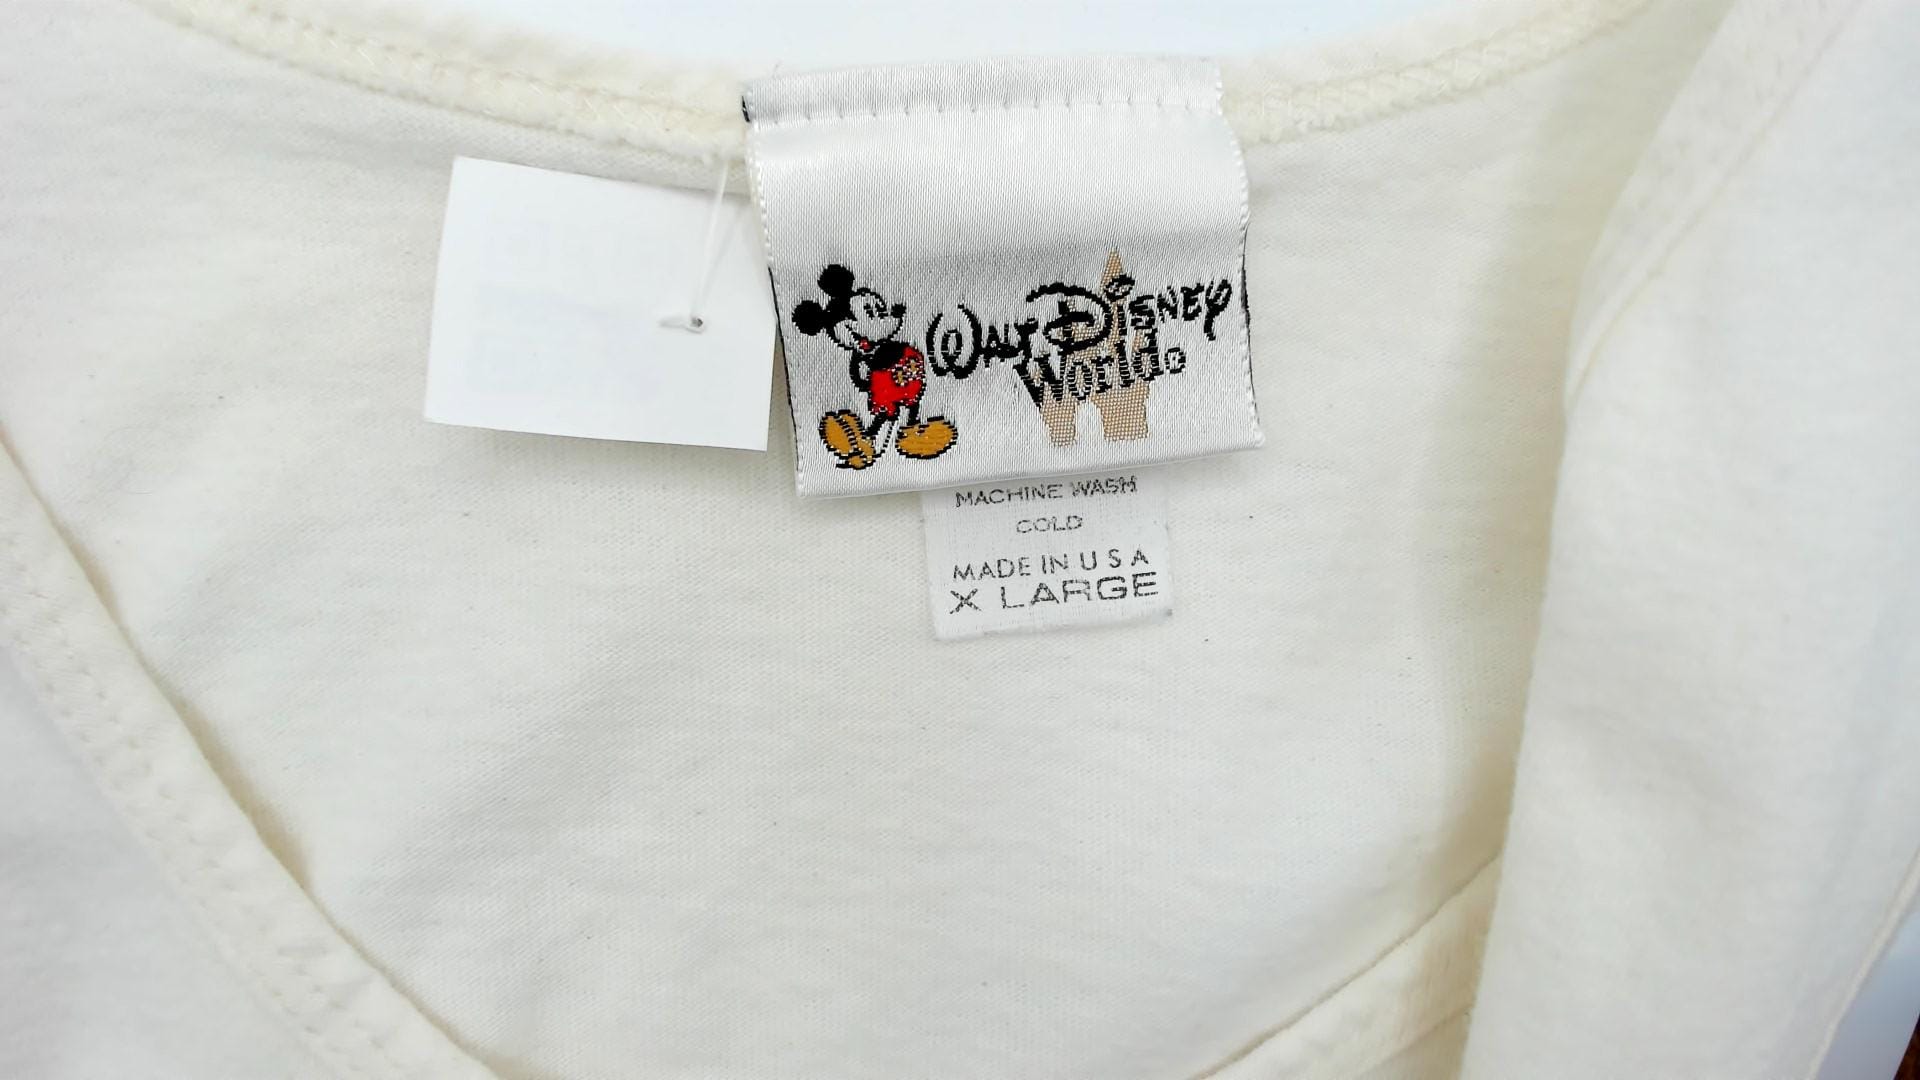 WALT DISNEY
World®
MACHINE WASH
COLD
MADE IN U S A
X LARGE